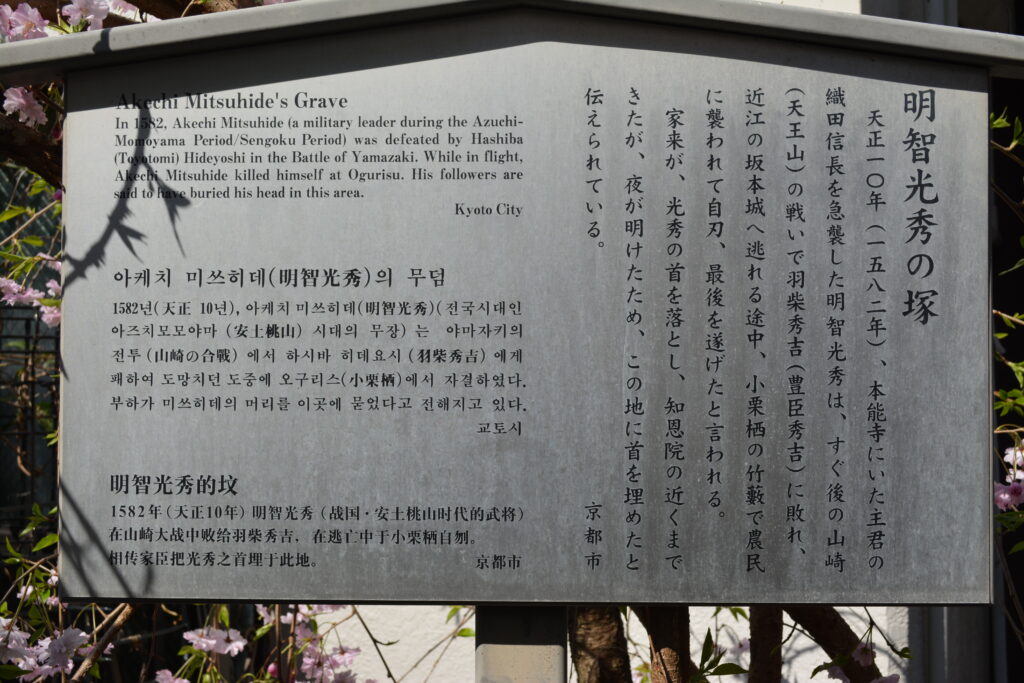 明智光秀の塚
天正一〇年（一五八二年）、本能寺にいた主君の
織田信長を急襲した明智光秀は、すぐ後の山崎
（天王山）の戦いで羽柴秀吉（豊臣秀吉）に敗れ、
近江の坂本城へ逃れる途中、小栗栖の竹藪で農民
に襲われて自刃、最後を遂げたと言われる。
家来が、光秀の首を落とし、知恩院の近くまで
きたが、夜が明けたため、この地に首を埋めたと
伝えられている。
京都市
Akechi Mitsuhide's Grave
In 1582, Akechi Mitsuhide (a military leader during the Azuchi-
Momoyama Period/Sengoku Period) was defeated by Hashiba
(Toyotomi) Hideyoshi in the Battle of Yamazaki. While in flight,
Akechi Mitsuhide killed himself at Ogurisu. His followers are
said to have buried his head in this area.
Kyoto City
아케치 미쓰히데(明智光秀)의 무덤
1582년(天正 10년), 아케치 미쓰히데(明智光秀)(전국시대인
아즈치모모야마 (安土桃山) 시대의 무장) 는 야마자키의
전투 (山崎の合戰) 에서 하시바 히데요시 (羽柴秀吉) 에게
패하여 도망치던 도중에 오구리스(小栗栖)에서 자결하였다.
부하가 미쓰히데의 머리를 이곳에 묻었다고 전해지고 있다.
교토시
明智光秀的坟
1582年(天正10年) 明智光秀（战国・安土桃山时代的武将）
在山崎大战中败给羽柴秀吉，在逃亡中于小栗栖自刎。
相传家臣把光秀之首埋于此地。
京都市